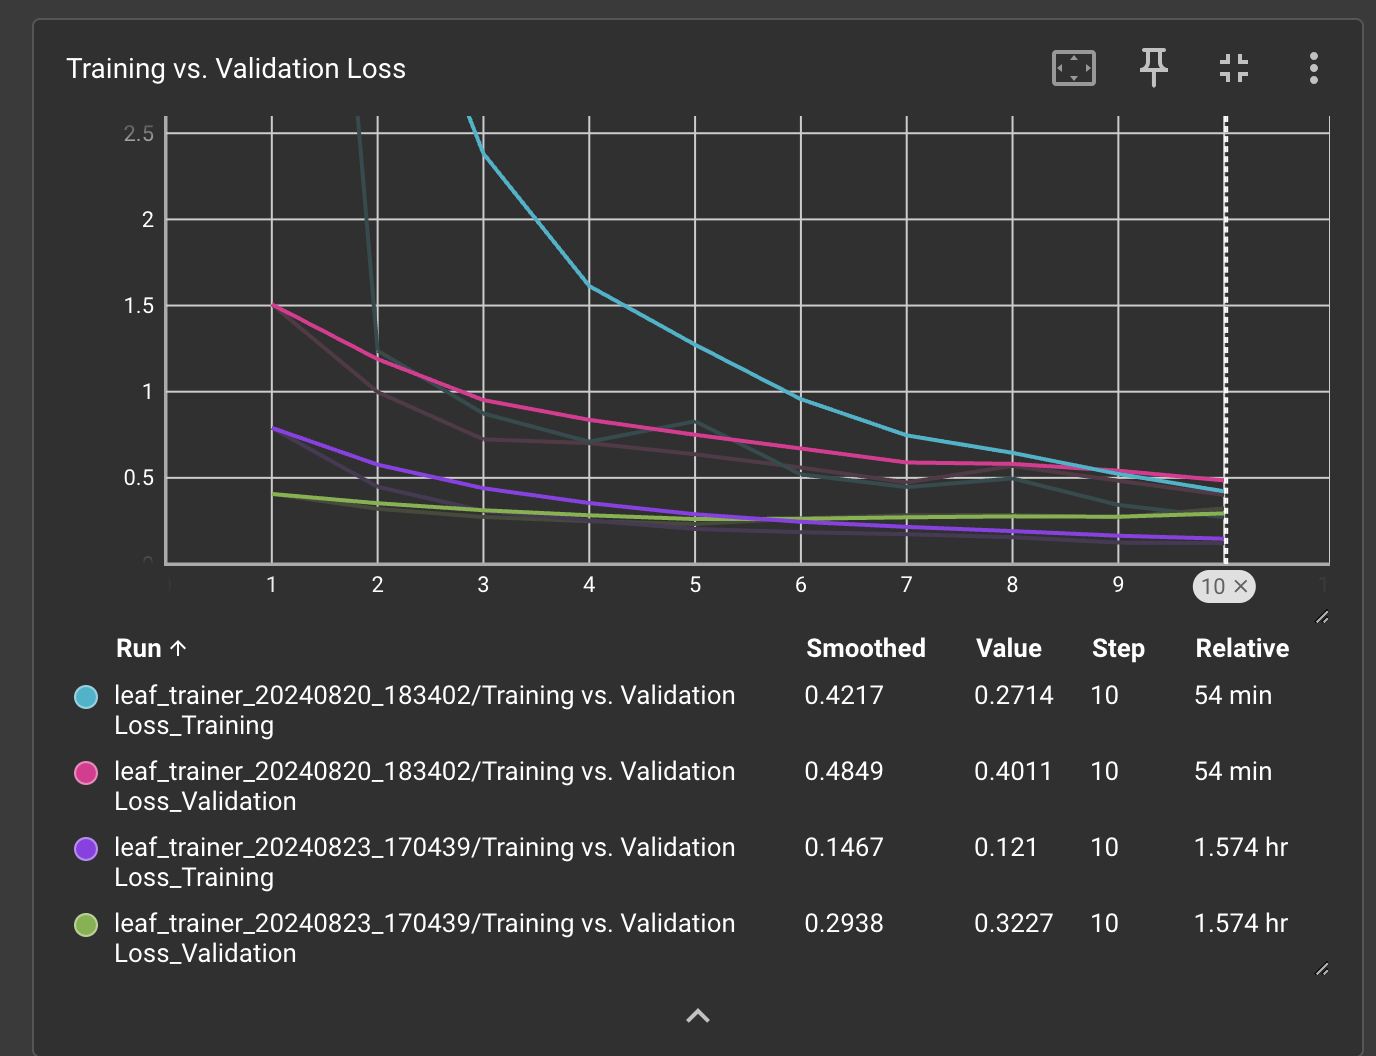 Training vs. Validation Loss
2.5
2
1.5
1
0.5
0
1 2 3 4 5 6 7 8 9 10 ✕ 1
Run ↑ Smoothed Value Step Relative
leaf_trainer_20240820_183402/Training vs. Validation 0.4217 0.2714 10 54 min
Loss_Training
leaf_trainer_20240820_183402/Training vs. Validation 0.4849 0.4011 10 54 min
Loss_Validation
leaf_trainer_20240823_170439/Training vs. Validation 0.1467 0.121 10 1.574 hr
Loss_Training
leaf_trainer_20240823_170439/Training vs. Validation 0.2938 0.3227 10 1.574 hr
Loss_Validation